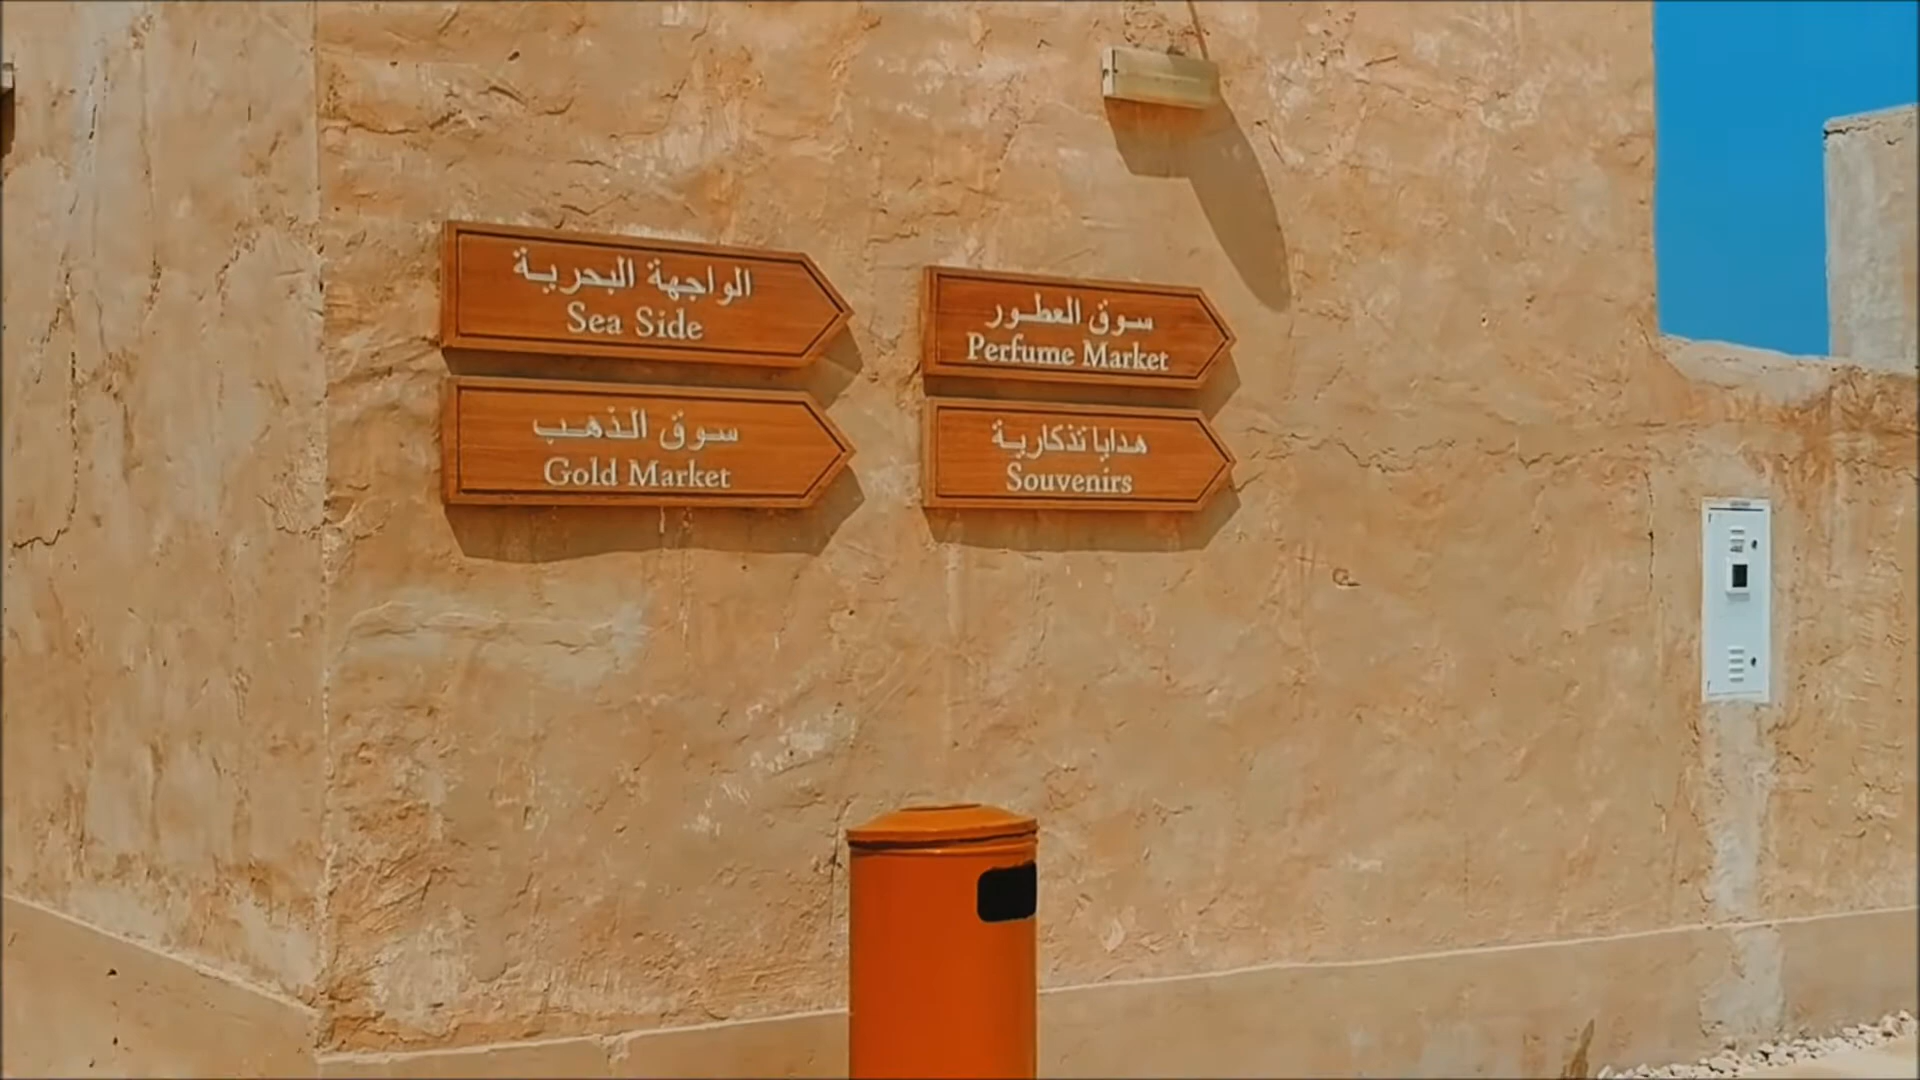 الواجهة البحرية
Sea Side
سوق الذهب
Gold Market
سوق العطور
Perfume Market
هدايا تذكارية
Souvenirs